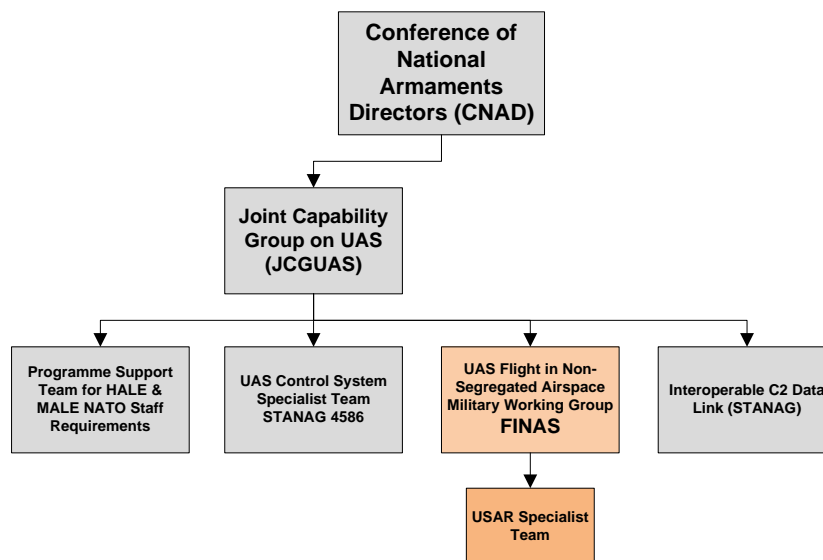 Conference of
National
Armaments
Directors (CNAD)
Joint Capability
Group on UAS
(JCGUAS)
Programme Support
Team for HALE &
MALE NATO Staff
Requirements
UAS Control System
Specialist Team
STANAG 4586
UAS Flight in Non-
Segregated Airspace
Military Working Group
FINAS
Interoperable C2 Data
Link (STANAG)
USAR Specialist
Team